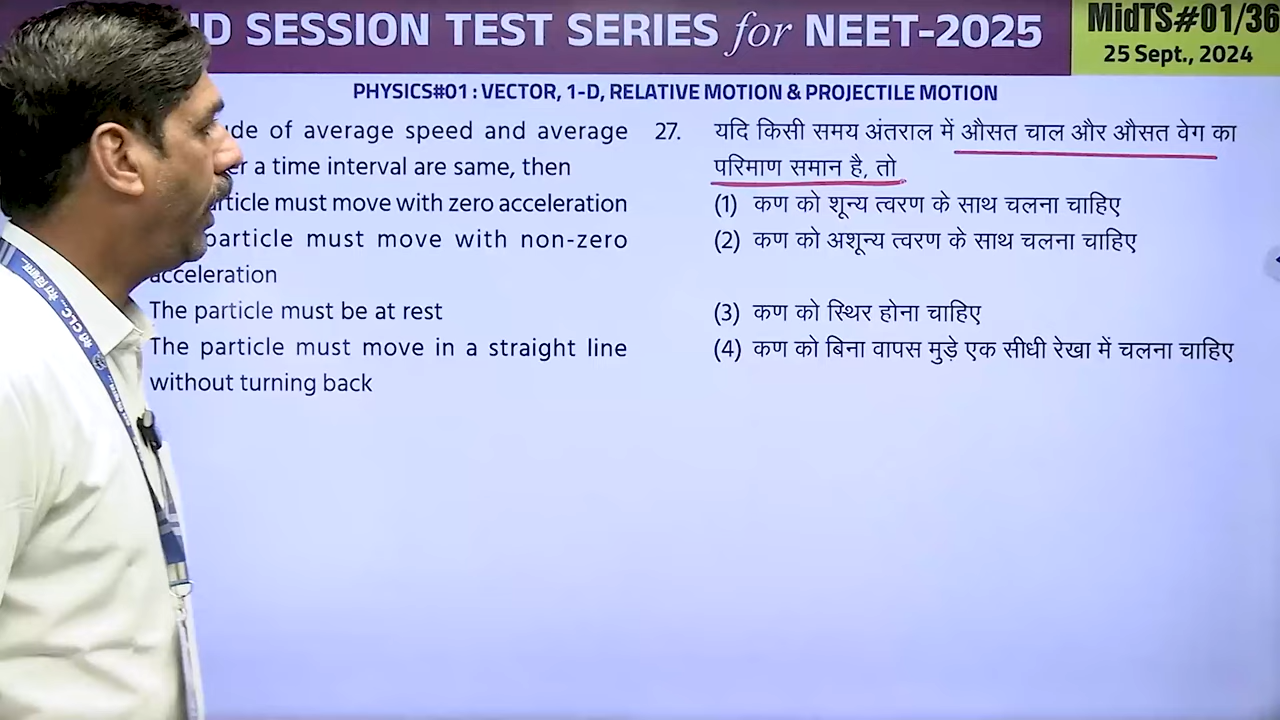 D SESSION TEST SERIES for NEET-2025
MidTS#01/36
25 Sept., 2024
PHYSICS#01 : VECTOR, 1-D, RELATIVE MOTION & PROJECTILE MOTION
of average speed and average
a time interval are same, then
must move with zero acceleration
particle must move with non-zero
acceleration
The particle must be at rest
The particle must move in a straight line
without turning back
27. यदि किसी समय अंतराल में औसत चाल और औसत वेग का
परिमाण समान है, तो
(1) कण को शून्य त्वरण के साथ चलना चाहिए
(2) कण को अशून्य त्वरण के साथ चलना चाहिए
(3) कण को स्थिर होना चाहिए
(4) कण को बिना वापस मुड़े एक सीधी रेखा में चलना चाहिए